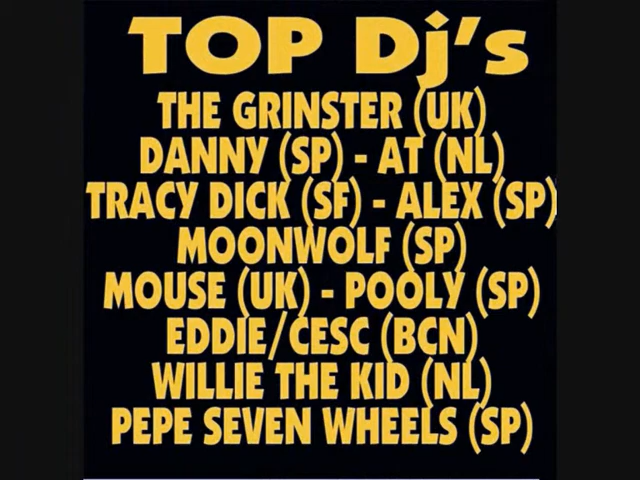 TOP Dj's
THE GRINSTER (UK)
DANNY (SP) - AT (NL)
TRACY DICK (SF) - ALEX (SP)
MOONWOLF (SP)
MOUSE (UK) - POOLY (SP)
EDDIE/CESC (BCN)
WILLIE THE KID (NL)
PEPE SEVEN WHEELS (SP)